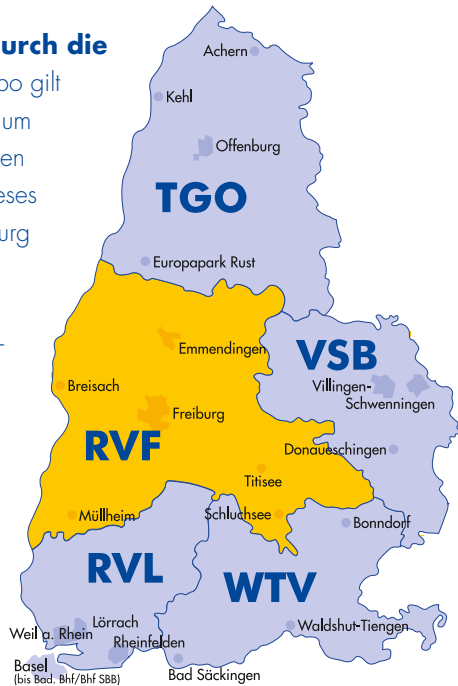 urch die
bo gilt
um
en
eses
urg
Achern
Kehl
Offenburg
TGO
Europapark Rust
Emmendingen
VSB
Villingen-
Schwenningen
Breisach
Freiburg
RVF
Donaueschingen
Titisee
Müllheim
Schluchsee
Bonndorf
RVL
WTV
Lörrach
Weil a. Rhein
Rheinfelden
Waldshut-Tiengen
Basel
(bis Bad. Bhf/Bhf SBB)
Bad Säckingen